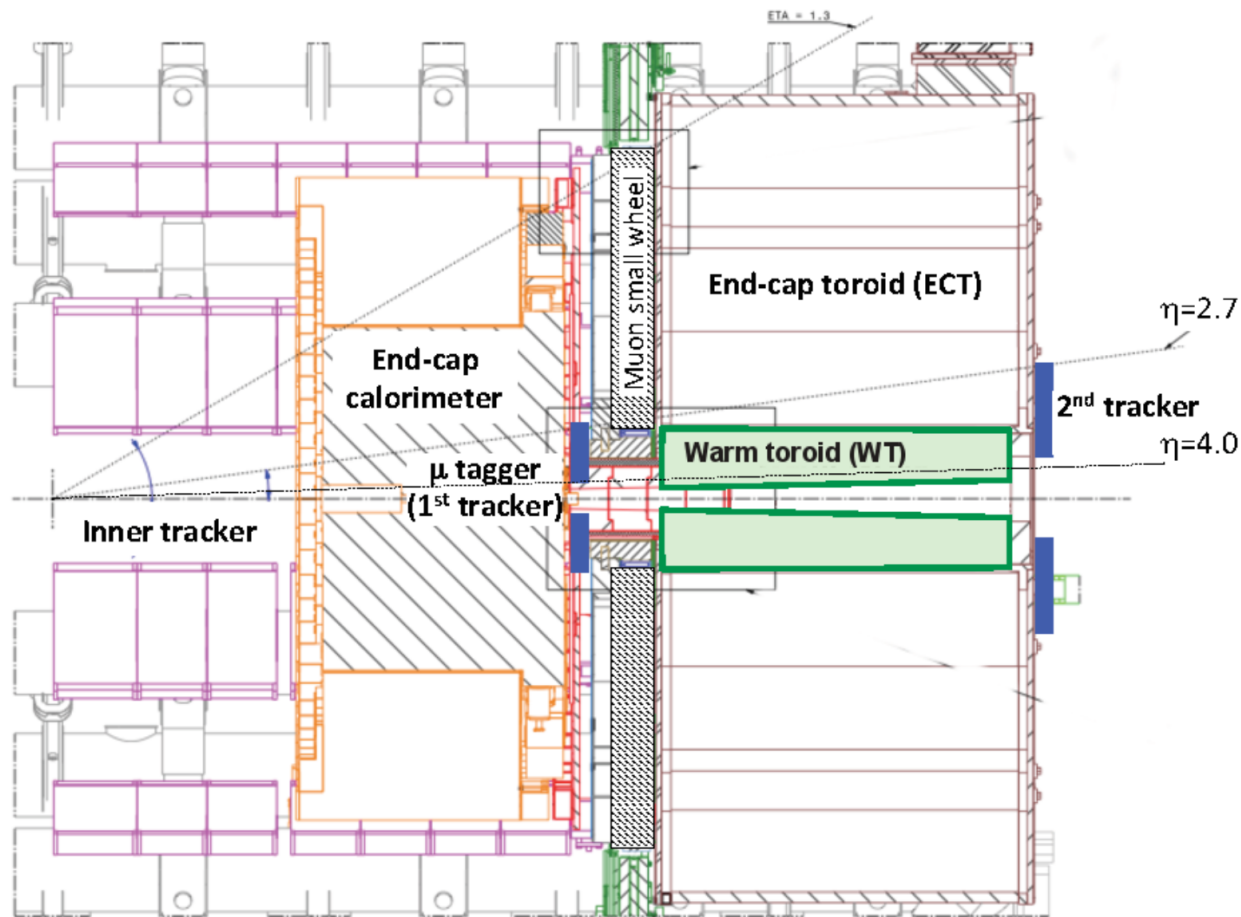 ETA = 1.3
Muon small wheel
End-cap toroid (ECT)
η=2.7
End-cap
calorimeter
2nd tracker
Warm toroid (WT)
η=4.0
μ tagger
(1st tracker)
Inner tracker